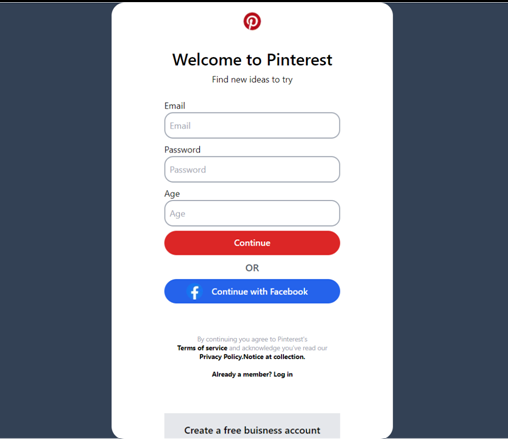 Welcome to Pinterest
Find new ideas to try
Email
Email
Password
Password
Age
Age
Continue
OR
Continue with Facebook
By continuing you agree to Pinterest's
Terms of service and acknowledge you've read our
Privacy Policy.Notice at collection.
Already a member? Log in
Create a free buisness account